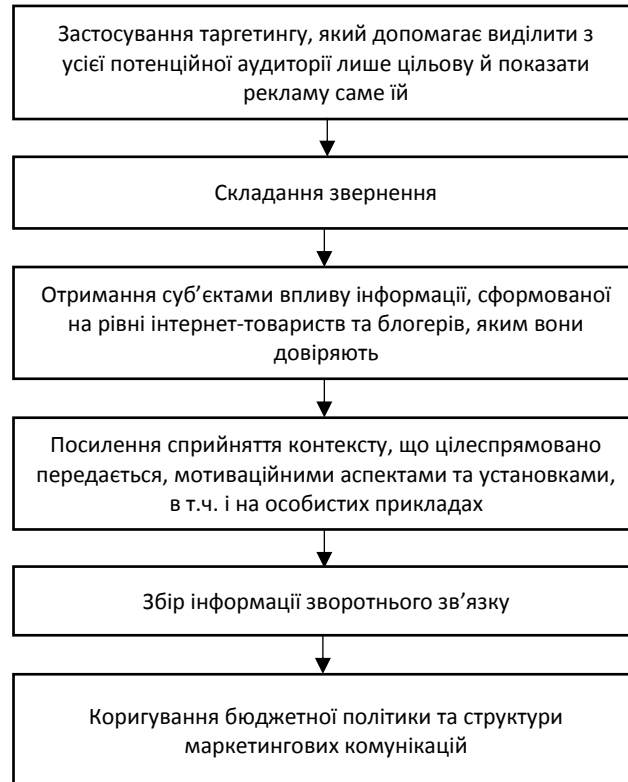 Застосування таргетингу, який допомагає виділити з
усієї потенційної аудиторії лише цільову й показати
рекламу саме їй
Складання звернення
Отримання суб’єктами впливу інформації, сформованої
на рівні інтернет-товариств та блогерів, яким вони
довіряють
Посилення сприйняття контексту, що цілеспрямовано
передається, мотиваційними аспектами та установками,
в т.ч. і на особистих прикладах
Збір інформації зворотнього зв’язку
Коригування бюджетної політики та структури
маркетингових комунікацій